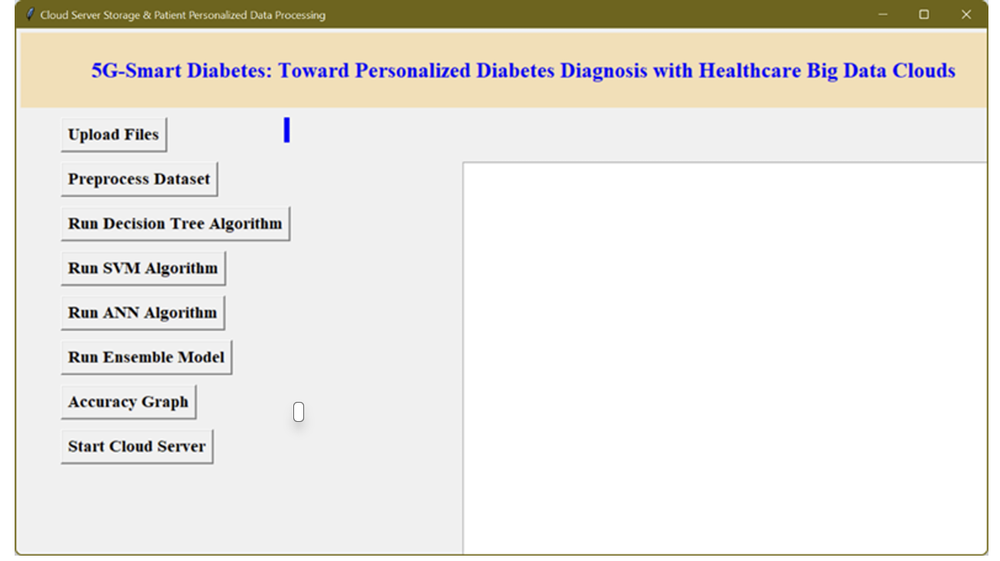 Cloud Server Storage & Patient Personalized Data Processing
5G-Smart Diabetes: Toward Personalized Diabetes Diagnosis with Healthcare Big Data Clouds
Upload Files
Preprocess Dataset
Run Decision Tree Algorithm
Run SVM Algorithm
Run ANN Algorithm
Run Ensemble Model
Accuracy Graph
Start Cloud Server